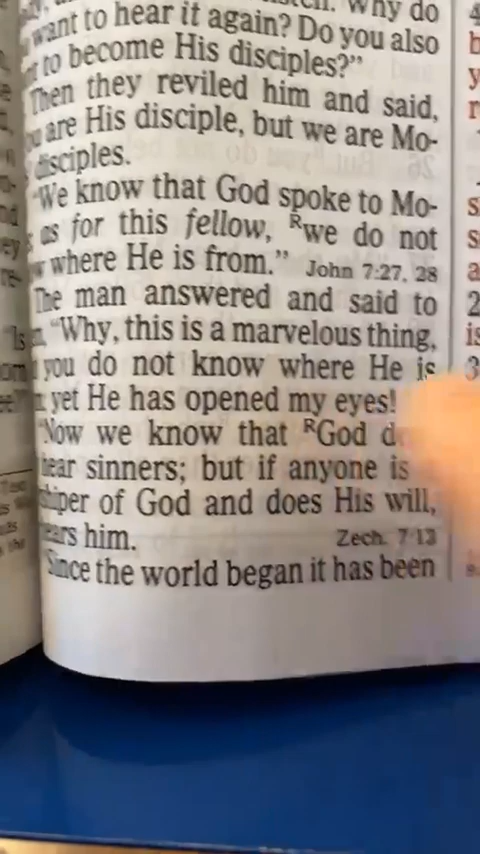 Why do
want to hear it again? Do you also
to become His disciples?”
Then they reviled him and said,
are His disciple, but we are Mo-
disciples.
“We know that God spoke to Mo-
as for this fellow, ᴿwe do not
where He is from.” John 7:27, 28
The man answered and said to
“Why, this is a marvelous thing,
you do not know where He is
yet He has opened my eyes!
“Now we know that ᴿGod
hear sinners; but if anyone is
of God and does His will,
him. Zech. 7:13
Since the world began it has been